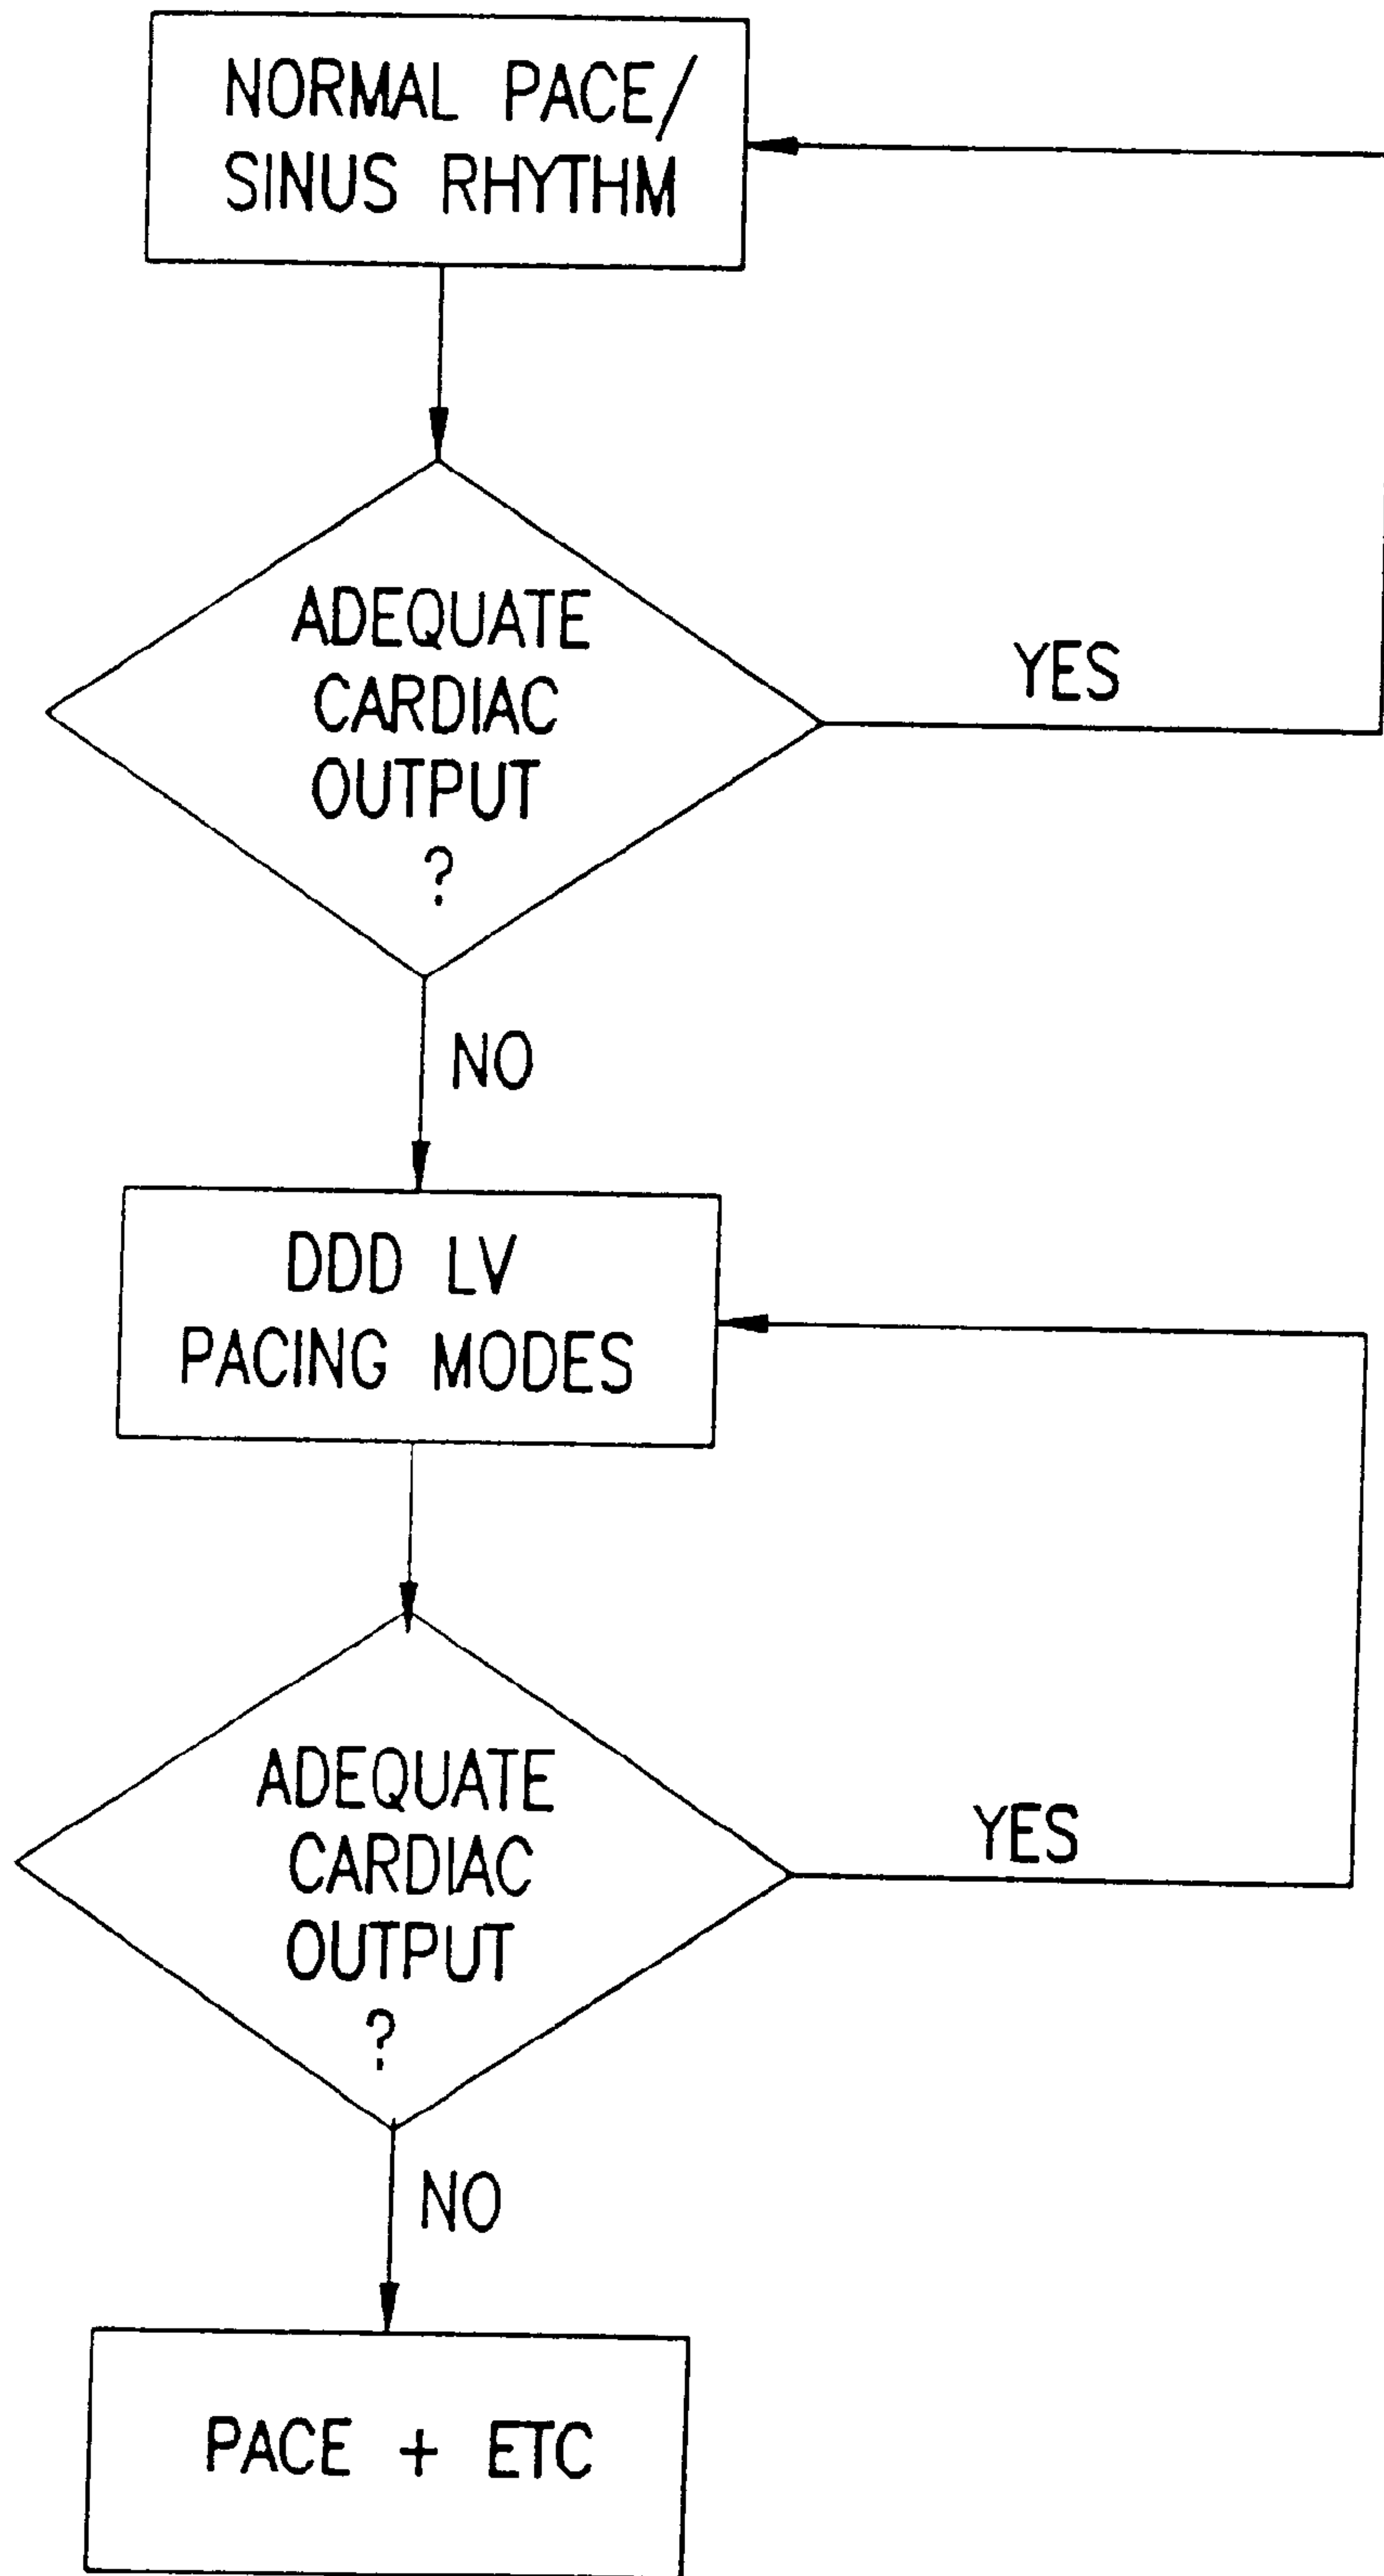 NORMAL PACE/
SINUS RHYTHM
ADEQUATE
CARDIAC
OUTPUT
?
YES
NO
DDD LV
PACING MODES
ADEQUATE
CARDIAC
OUTPUT
?
YES
NO
PACE + ETC